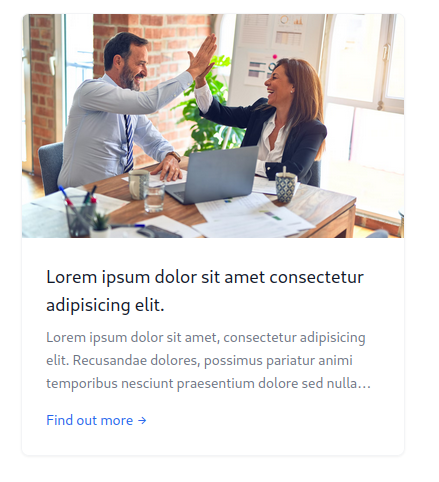 Lorem ipsum dolor sit amet consectetur
adipisicing elit.
Lorem ipsum dolor sit amet, consectetur adipisicing
elit. Recusandae dolores, possimus pariatur animi
temporibus nesciunt praesentium dolore sed nulla…
Find out more →